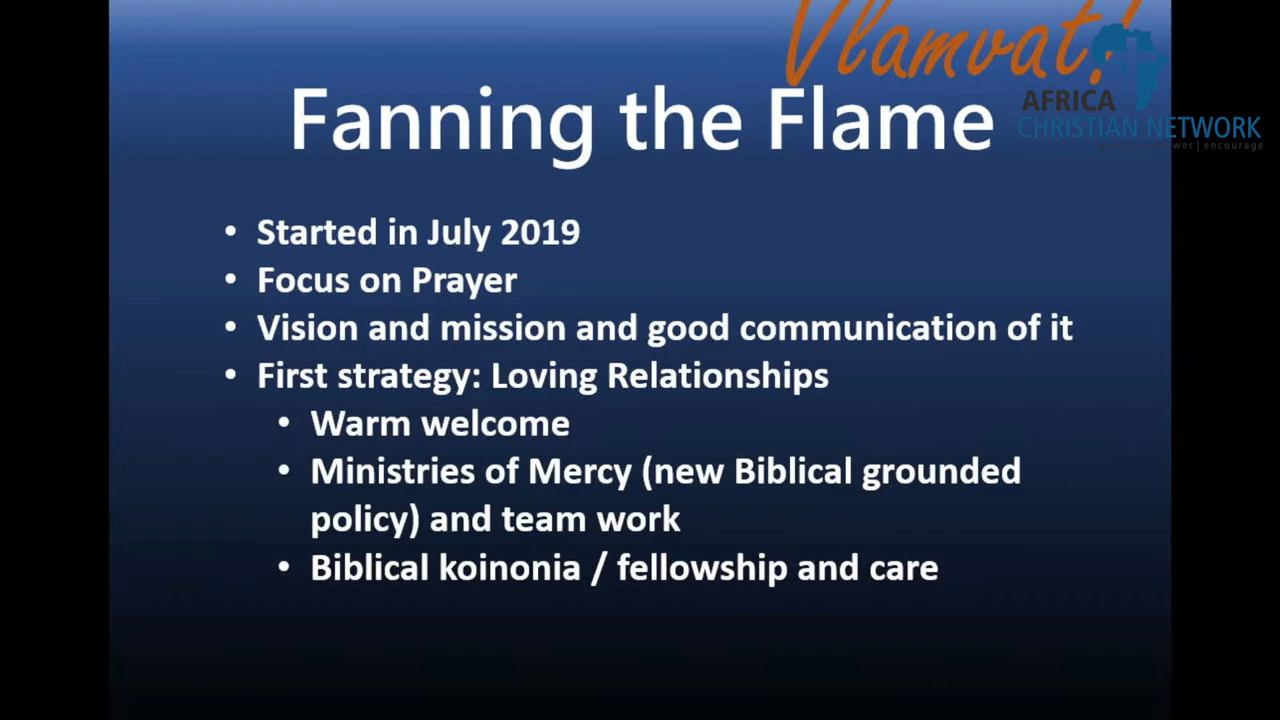 Vlamvat!
AFRICA
CHRISTIAN NETWORK
Fanning the Flame
• Started in July 2019
• Focus on Prayer
• Vision and mission and good communication of it
• First strategy: Loving Relationships
• Warm welcome
• Ministries of Mercy (new Biblical grounded
policy) and team work
• Biblical koinonia / fellowship and care